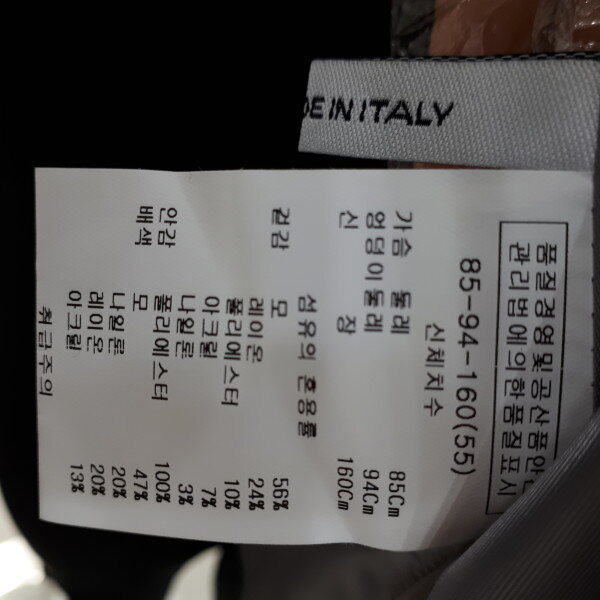 DE IN ITALY
품질경영및공산품안전
관리법에의한품질표시
85-94-160(55)
신체치수
가슴 둘레 85Cm
엉덩이둘레 94Cm
신 장 160Cm
섬유의 혼용률
겉감 모 56%
레이온 24%
폴리에스터 10%
아크릴 7%
나일론 3%
안감 폴리에스터 100%
배색 모 47%
나일론 20%
레이온 20%
아크릴 13%
취급주의